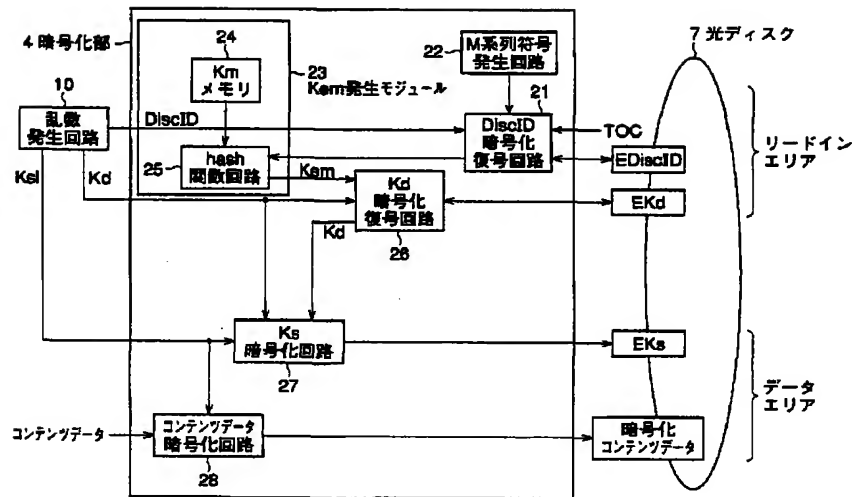 4 暗号化部
24
Km
メモリ
23
Kem発生モジュール
22
M系列符号
発生回路
7 光ディスク
10
乱数
発生回路
DiscID
21
DiscID
暗号化
復号回路
TOC
EDiscID
リードイン
エリア
25
hash
関数回路
Kem
Ksl
Kd
Kd
暗号化
復号回路
26
EKd
Kd
Ks
暗号化回路
27
EKs
データ
エリア
コンテンツデータ
コンテンツデータ
暗号化回路
28
暗号化
コンテンツデータ